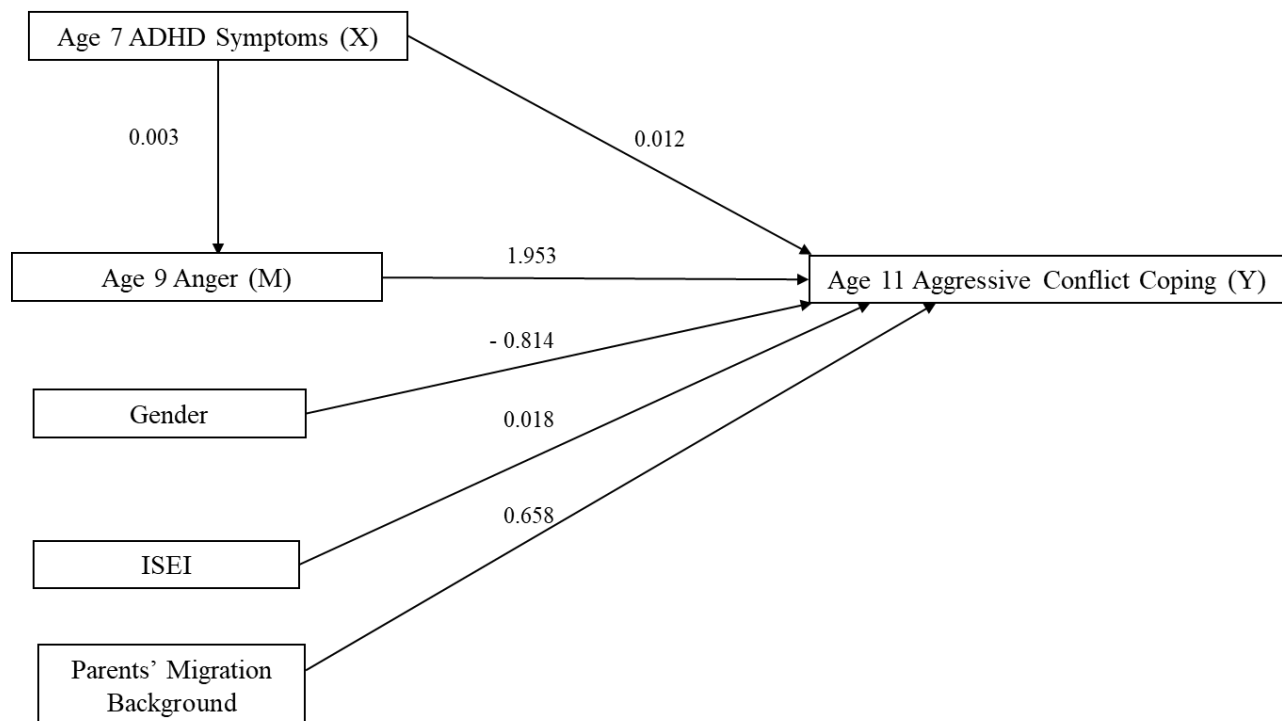 Age 7 ADHD Symptoms (X)
0.003
0.012
Age 9 Anger (M)
1.953
Age 11 Aggressive Conflict Coping (Y)
- 0.814
Gender
0.018
0.658
ISEI
Parents’ Migration
Background